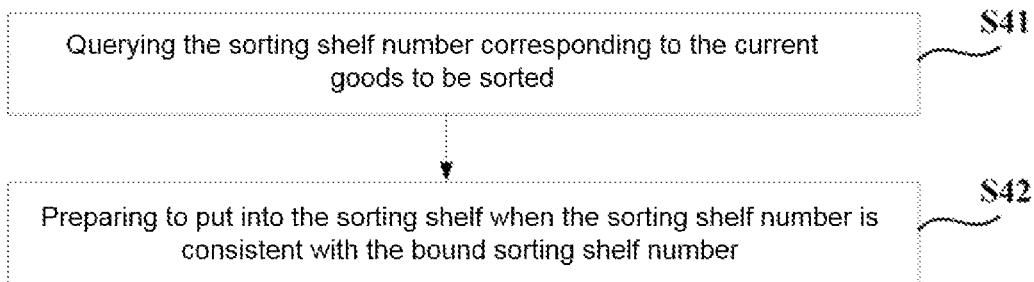 S41
Querying the sorting shelf number corresponding to the current
goods to be sorted
S42
Preparing to put into the sorting shelf when the sorting shelf number is
consistent with the bound sorting shelf number